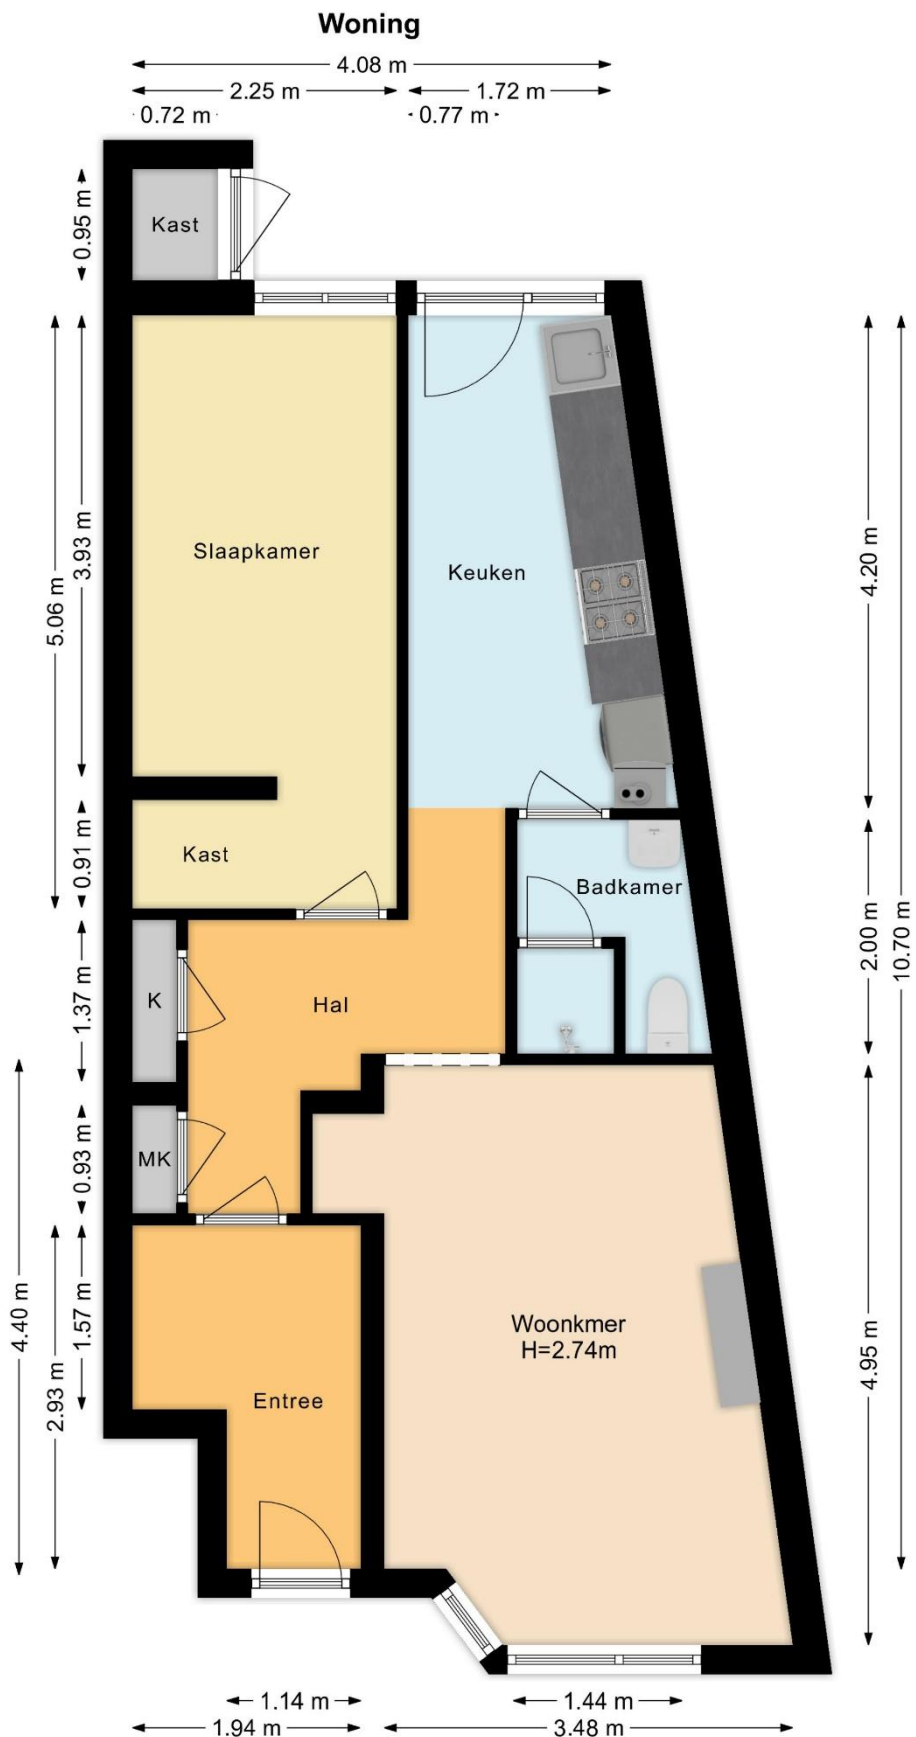 Woning
4.08 m
2.25 m
1.72 m
0.72 m
0.77 m
0.95 m
Kast
5.06 m
3.93 m
Slaapkamer
Keuken
4.20 m
10.70 m
0.91 m
Kast
Badkamer
2.00 m
1.37 m
K
Hal
0.93 m
MK
4.40 m
2.93 m
1.57 m
Entree
Woonkmer
H=2.74m
4.95 m
1.14 m
1.44 m
1.94 m
3.48 m